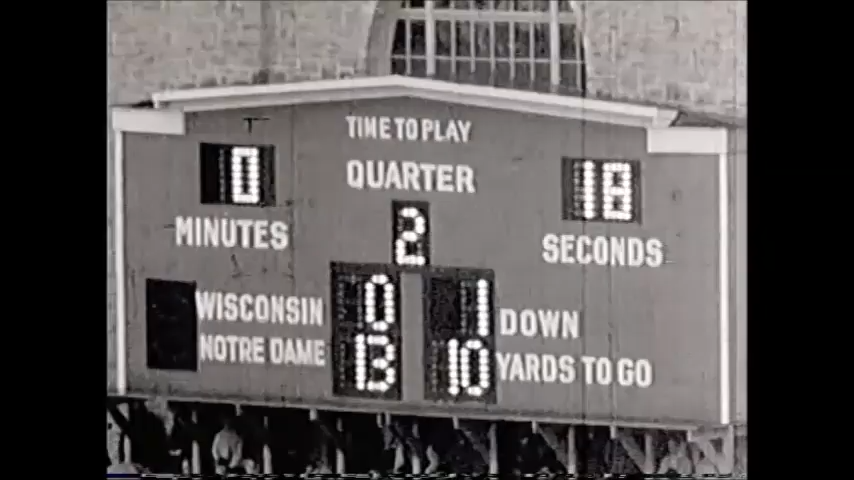 TIME TO PLAY
0 QUARTER 18
MINUTES 2 SECONDS
WISCONSIN 0 1 DOWN
NOTRE DAME 13 10 YARDS TO GO